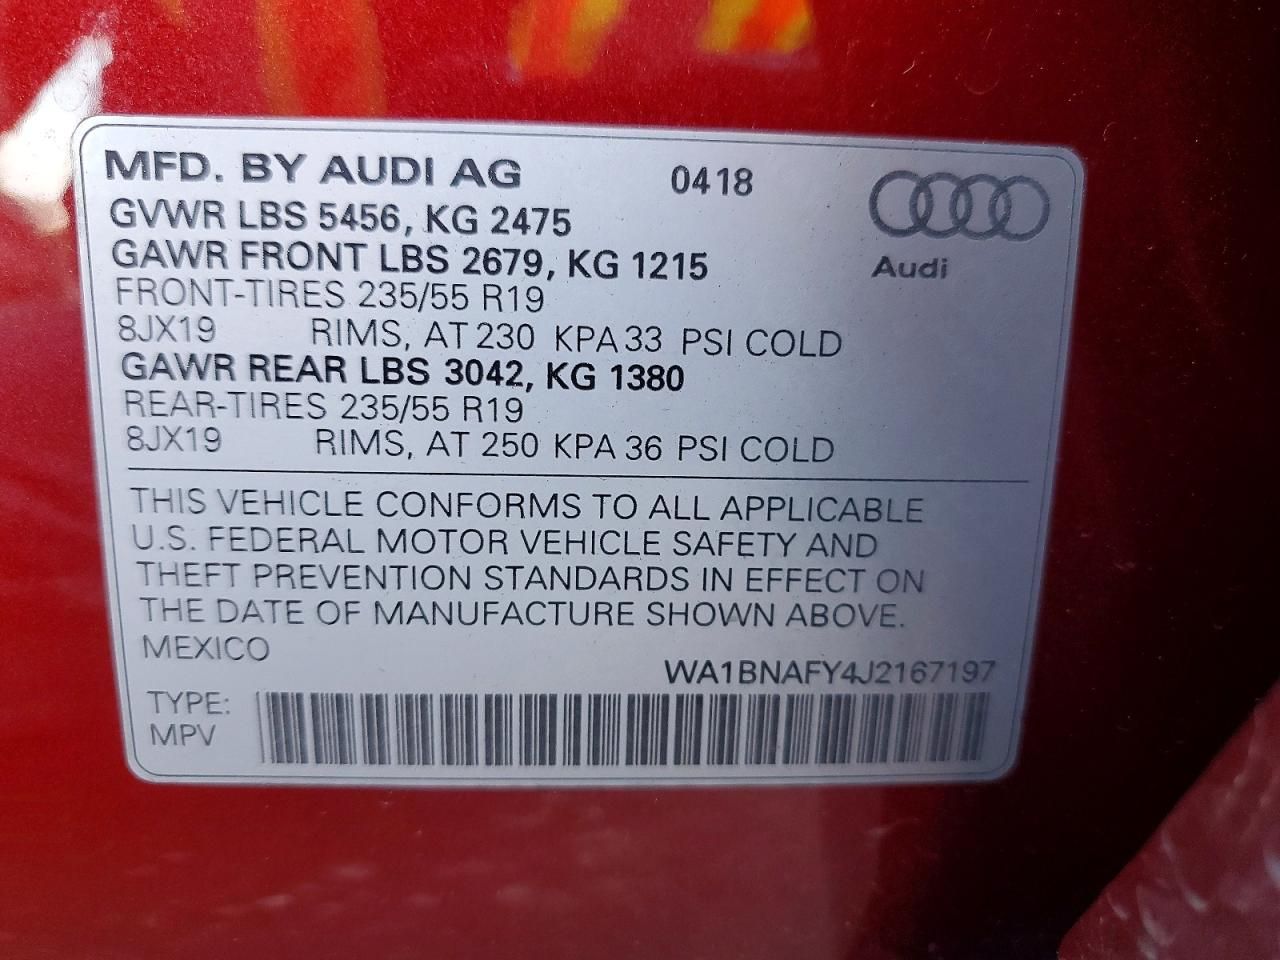 MFD. BY AUDI AG 0418
GVWR LBS 5456, KG 2475
GAWR FRONT LBS 2679, KG 1215
Audi
FRONT-TIRES 235/55 R19
8JX19 RIMS, AT 230 KPA 33 PSI COLD
GAWR REAR LBS 3042, KG 1380
REAR-TIRES 235/55 R19
8JX19 RIMS, AT 250 KPA 36 PSI COLD
THIS VEHICLE CONFORMS TO ALL APPLICABLE
U.S. FEDERAL MOTOR VEHICLE SAFETY AND
THEFT PREVENTION STANDARDS IN EFFECT ON
THE DATE OF MANUFACTURE SHOWN ABOVE.
MEXICO
WA1BNAFY4J2167197
TYPE:
MPV